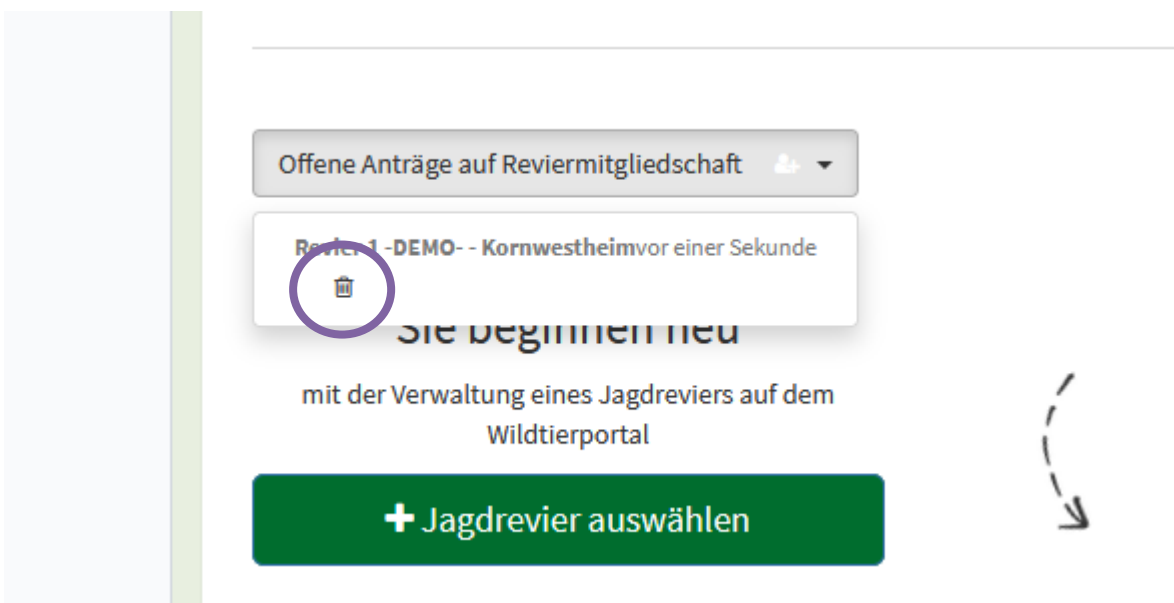 Offene Anträge auf Reviermitgliedschaft
Revier 1 -DEMO- - Kornwestheimvor einer Sekunde
Sie beginnen neu
mit der Verwaltung eines Jagdreviers auf dem
Wildtierportal
Jagdrevier auswählen